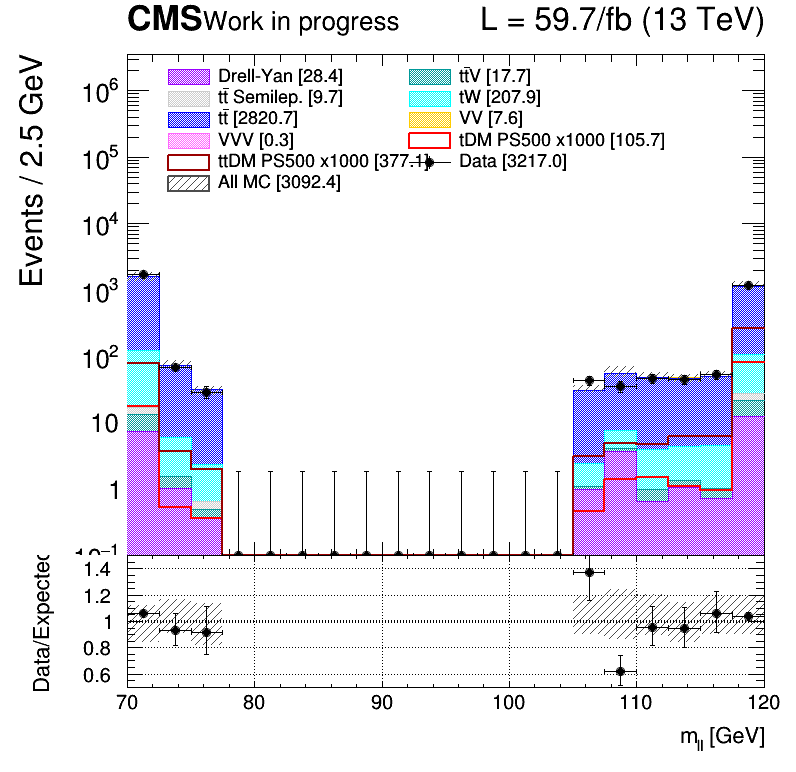 CMS Work in progress L = 59.7/fb (13 TeV)
Events / 2.5 GeV
Drell-Yan [28.4] tt̄V [17.7]
tt̄ Semilep. [9.7] tW [207.9]
tt̄ [2820.7] VV [7.6]
VVV [0.3] tDM PS500 x1000 [105.7]
ttDM PS500 x1000 [377.1] Data [3217.0]
All MC [3092.4]
10⁶
10⁵
10⁴
10³
10²
10
1
10⁻¹
Data/Expected
1.4
1.2
1
0.8
0.6
70 80 90 100 110 120
m_ll [GeV]